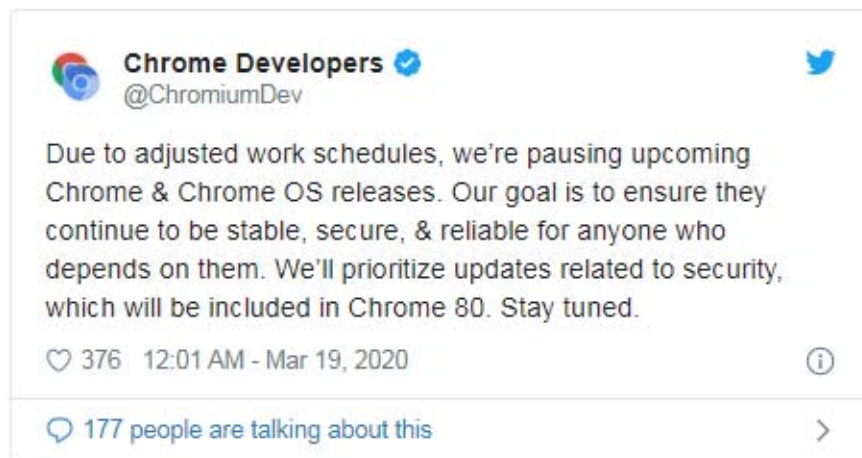 Chrome Developers
@ChromiumDev
Due to adjusted work schedules, we're pausing upcoming
Chrome & Chrome OS releases. Our goal is to ensure they
continue to be stable, secure, & reliable for anyone who
depends on them. We'll prioritize updates related to security,
which will be included in Chrome 80. Stay tuned.
376 12:01 AM - Mar 19, 2020
177 people are talking about this